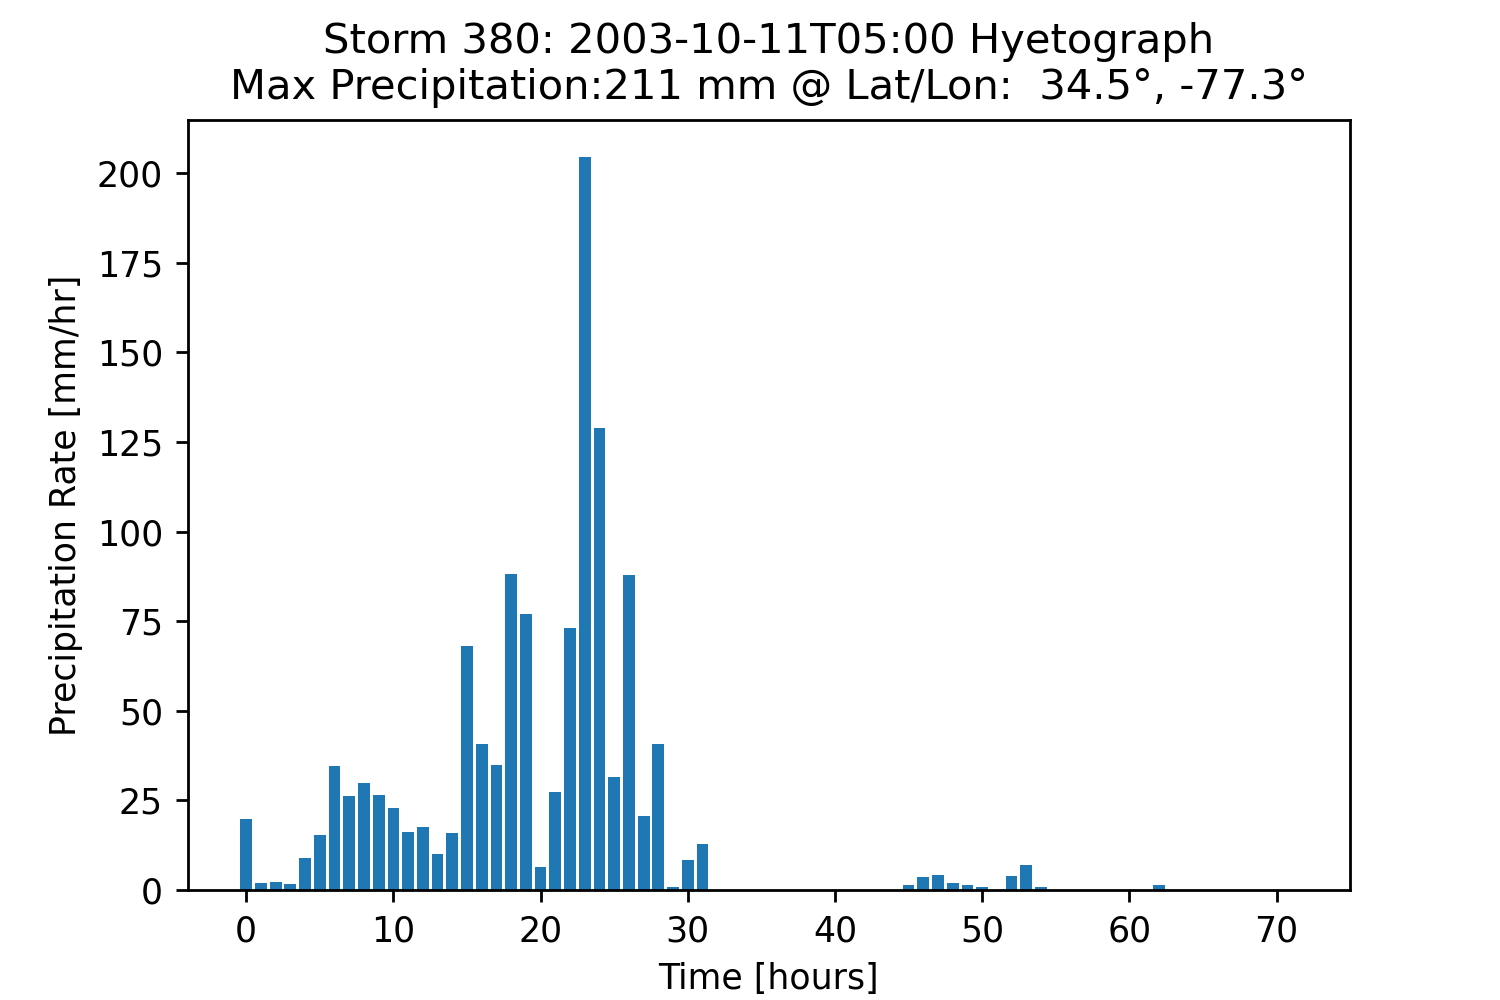 Storm 380: 2003-10-11T05:00 Hyetograph
Max Precipitation:211 mm @ Lat/Lon:  34.5°, -77.3°
Precipitation Rate [mm/hr]
200
175
150
125
100
75
50
25
0
0 10 20 30 40 50 60 70
Time [hours]